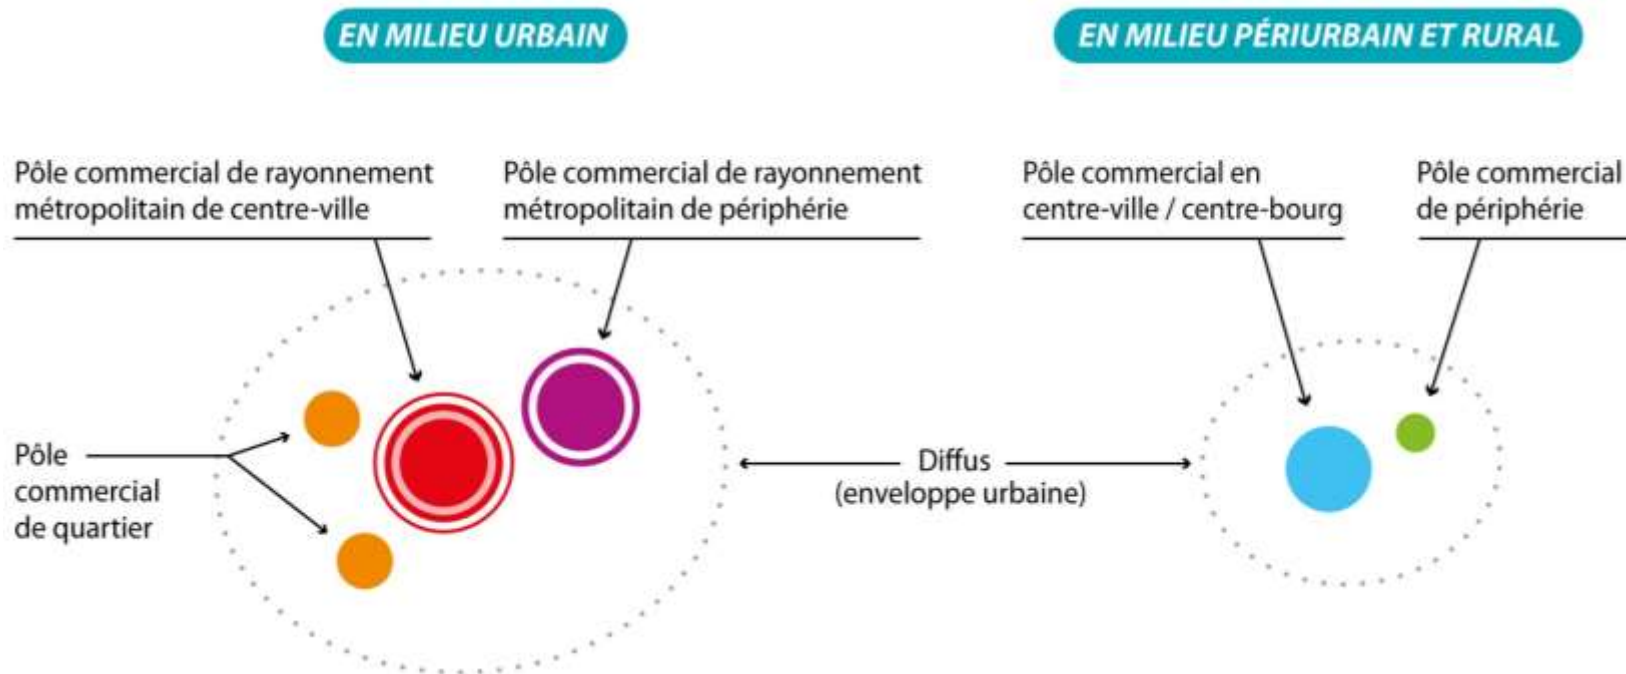 EN MILIEU URBAIN
EN MILIEU PÉRIURBAIN ET RURAL
Pôle commercial de rayonnement
métropolitain de centre-ville
Pôle commercial de rayonnement
métropolitain de périphérie
Pôle commercial en
centre-ville / centre-bourg
Pôle commercial
de périphérie
Pôle
commercial
de quartier
Diffus
(enveloppe urbaine)